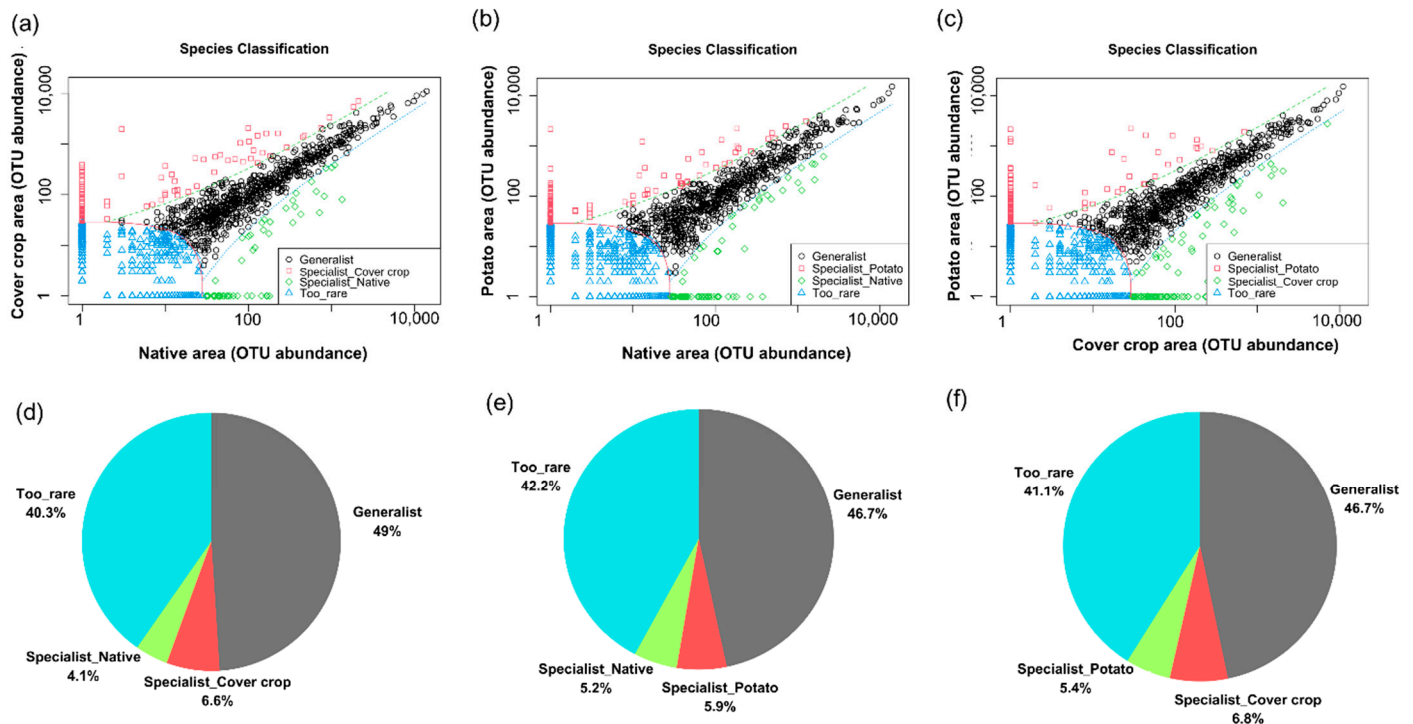 (a)
Species Classification
Cover crop area (OTU abundance)
10,000
100
1
Generalist
Specialist_Cover crop
Specialist_Native
Too_rare
1
100
10,000
Native area (OTU abundance)
(b)
Species Classification
Potato area (OTU abundance)
10,000
100
1
Generalist
Specialist_Potato
Specialist_Native
Too_rare
1
100
10,000
Native area (OTU abundance)
(c)
Species Classification
Potato area (OTU abundance)
10,000
100
1
Generalist
Specialist_Potato
Specialist_Cover crop
Too_rare
1
100
10,000
Cover crop area (OTU abundance)
(d)
Too_rare
40.3%
Generalist
49%
Specialist_Native
4.1%
Specialist_Cover crop
6.6%
(e)
Too_rare
42.2%
Generalist
46.7%
Specialist_Native
5.2%
Specialist_Potato
5.9%
(f)
Too_rare
41.1%
Generalist
46.7%
Specialist_Potato
5.4%
Specialist_Cover crop
6.8%